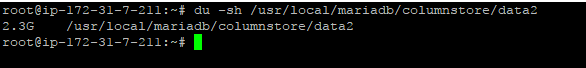 root@ip-172-31-7-211:~# du -sh /usr/local/mariadb/columnstore/data2
2.3G    /usr/local/mariadb/columnstore/data2
root@ip-172-31-7-211:~#